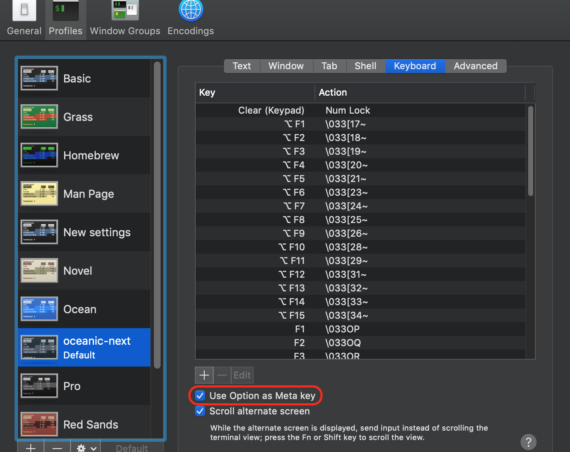 General Profiles Window Groups Encodings
Basic
Grass
Homebrew
Man Page
New settings
Novel
Ocean
oceanic-next
Default
Pro
Red Sands
Default
Text Window Tab Shell Keyboard Advanced
Key Action
Clear (Keypad) Num Lock
⌥ F1 \033[17~
⌥ F2 \033[18~
⌥ F3 \033[19~
⌥ F4 \033[20~
⌥ F5 \033[21~
⌥ F6 \033[23~
⌥ F7 \033[24~
⌥ F8 \033[25~
⌥ F9 \033[26~
⌥ F10 \033[28~
⌥ F11 \033[29~
⌥ F12 \033[31~
⌥ F13 \033[32~
⌥ F14 \033[33~
⌥ F15 \033[34~
F1 \033OP
F2 \033OQ
F3 \033OR
+ − Edit
Use Option as Meta key
Scroll alternate screen
While the alternate screen is displayed, send input instead of scrolling the
terminal view; press the Fn or Shift key to scroll the view.
?